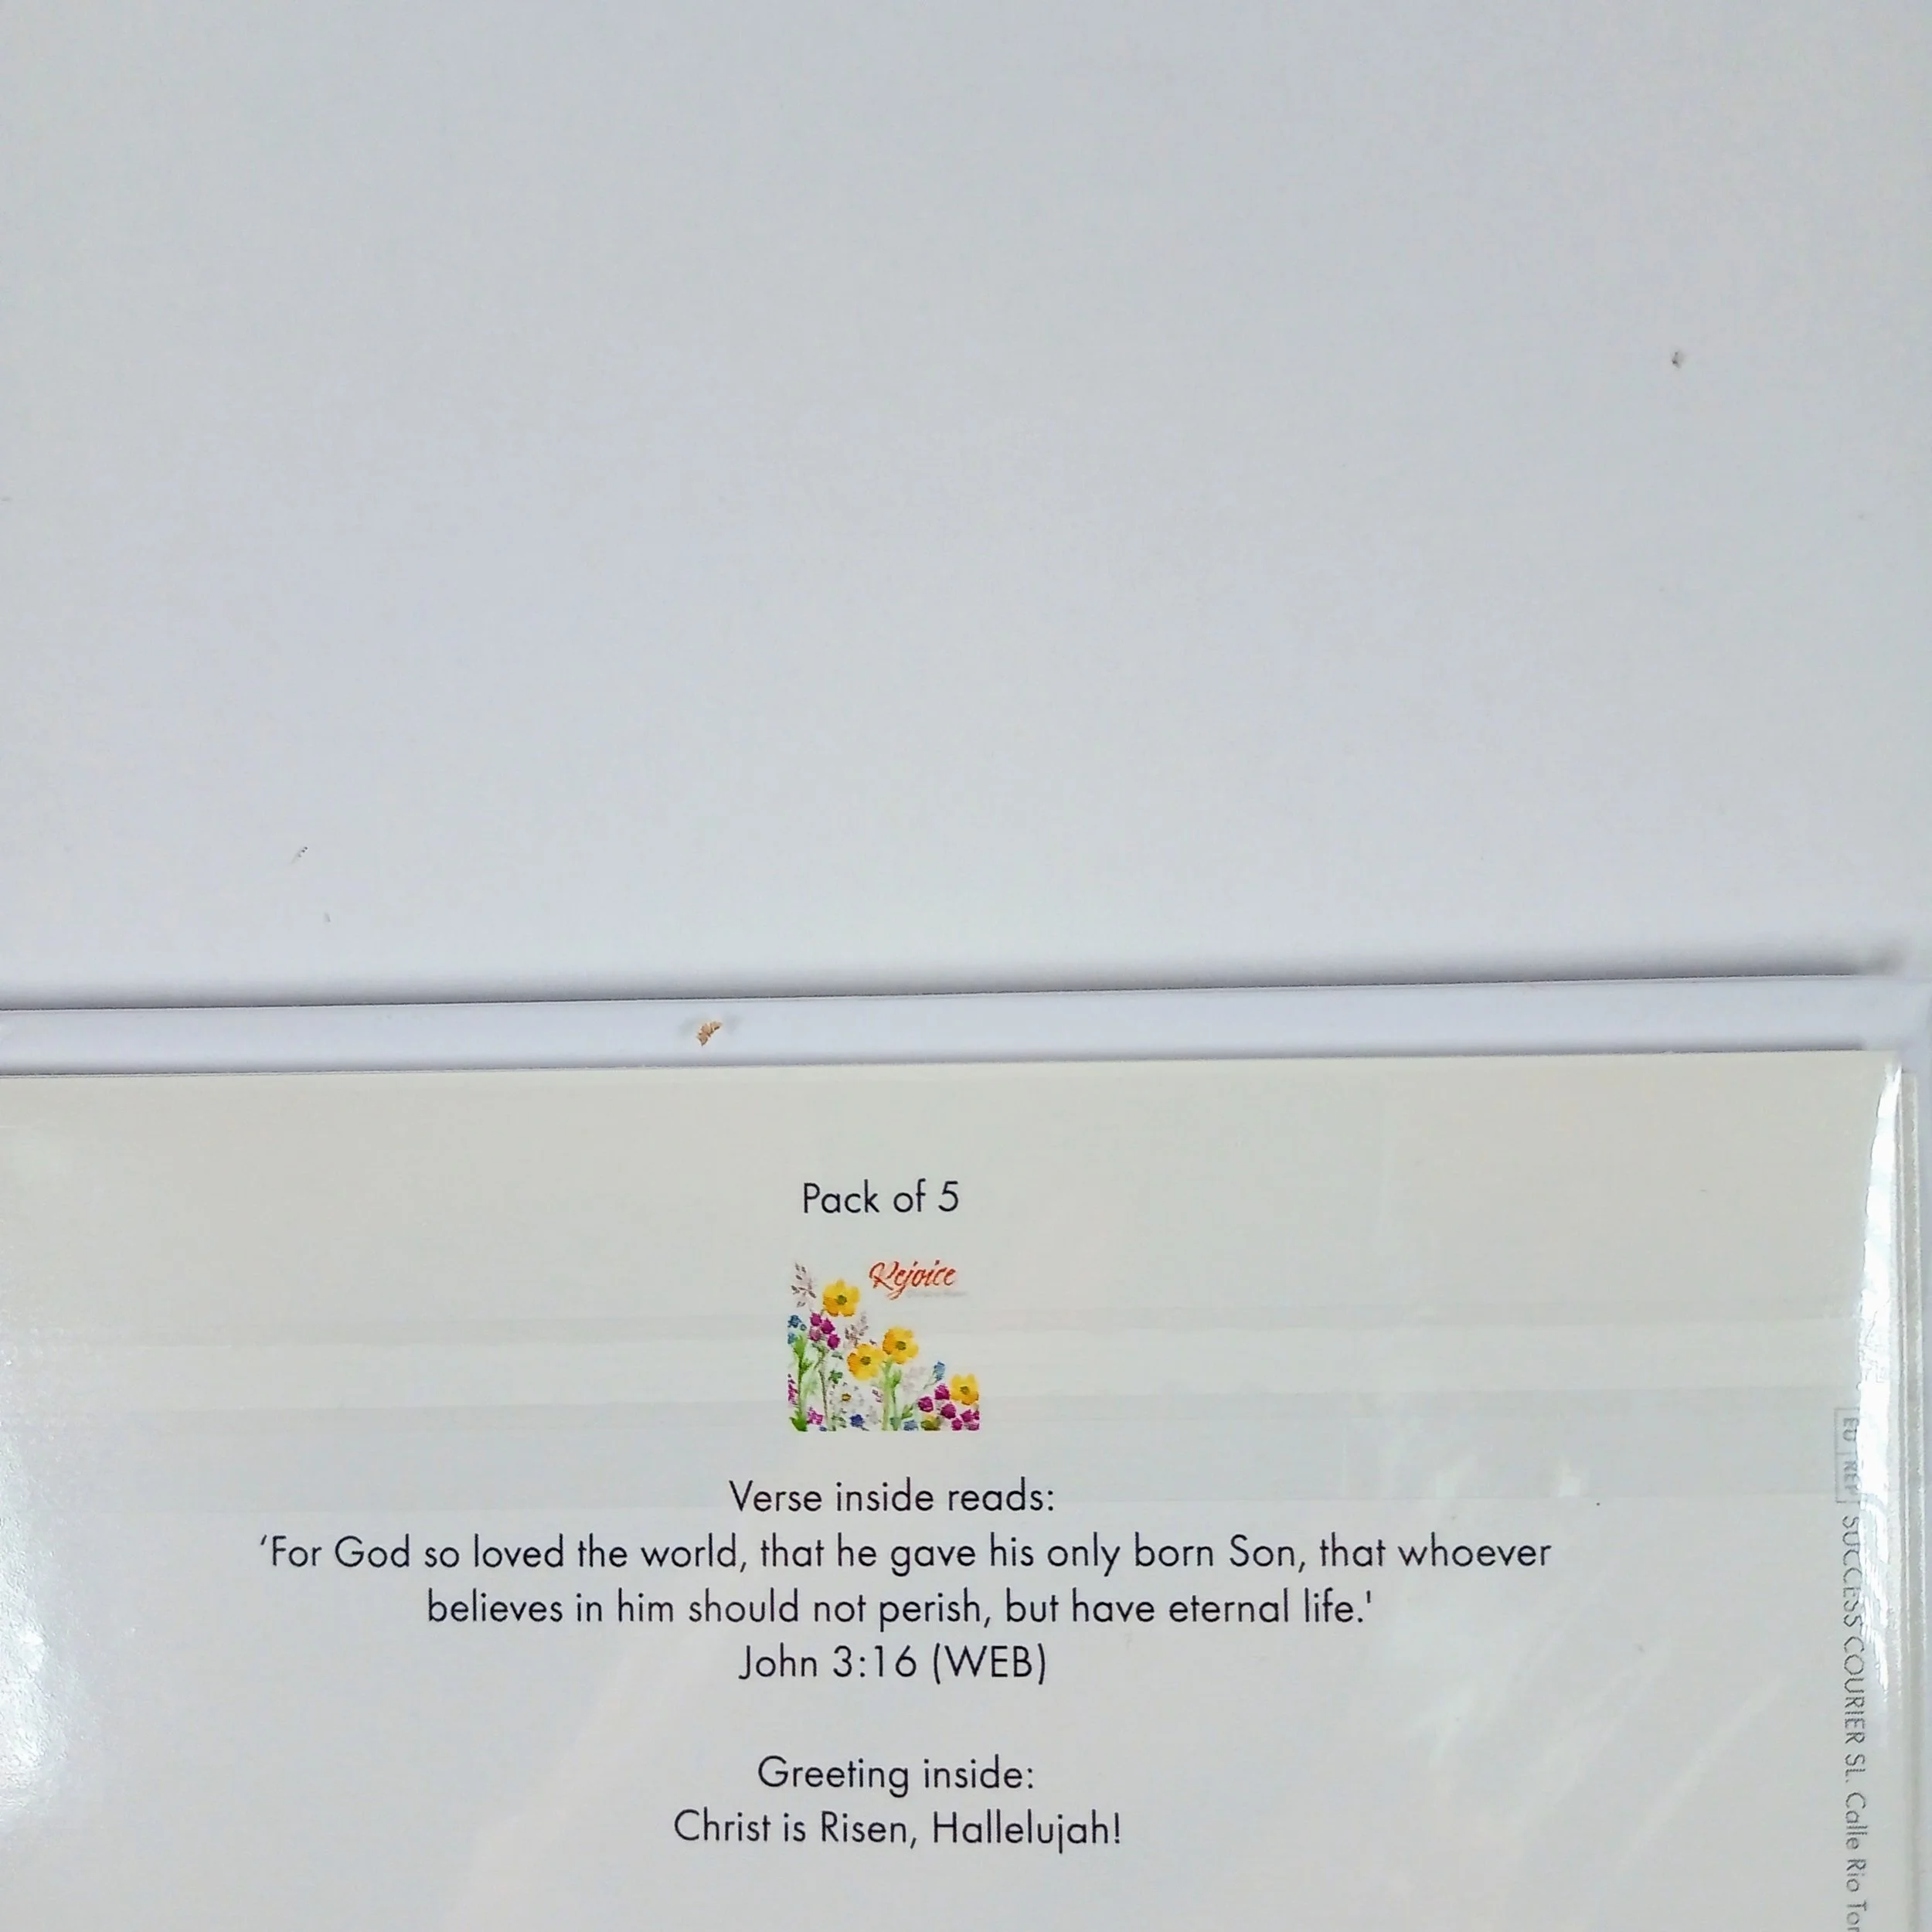 Pack of 5
Rejoice
Verse inside reads:
‘For God so loved the world, that he gave his only born Son, that whoever
believes in him should not perish, but have eternal life.'
John 3:16 (WEB)
Greeting inside:
Christ is Risen, Hallelujah!
EU REP SUCCESS COURIER SL. Calle Rio